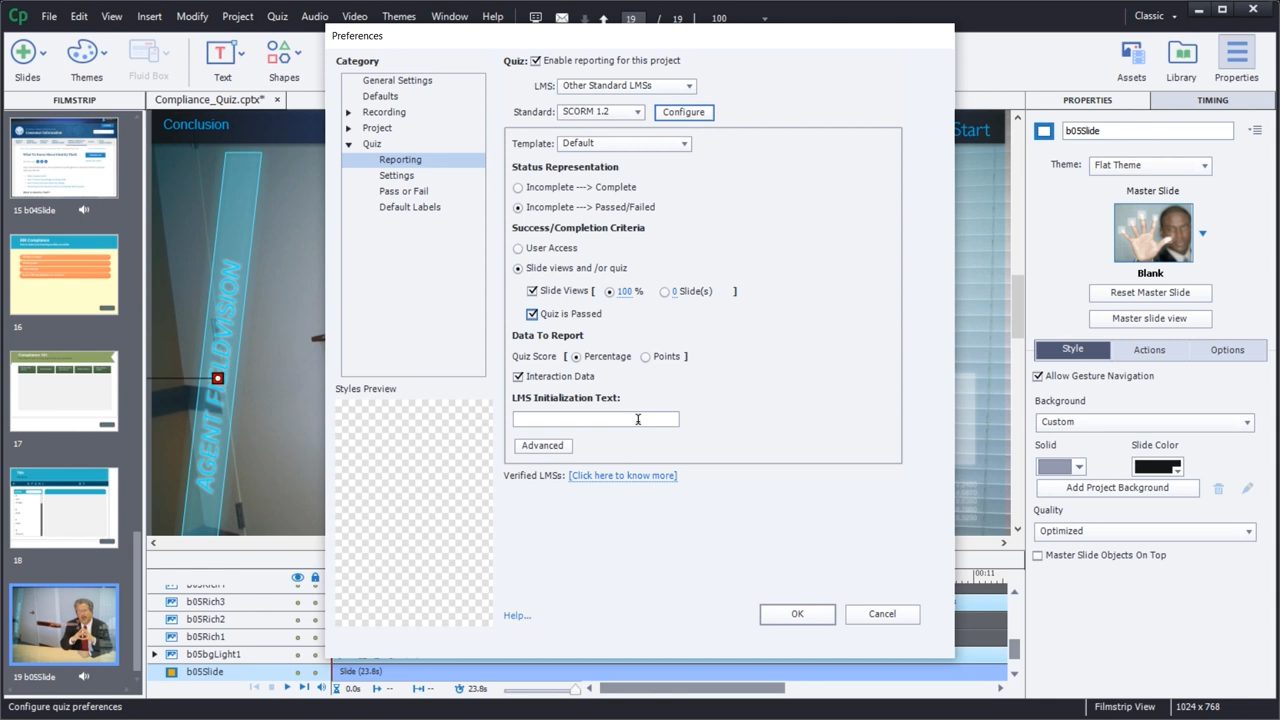 Cp File Edit View Insert Modify Project Quiz Audio Video Themes Window Help 19 / 19 100 Classic
Slides Themes Fluid Box Text Shapes Assets Library Properties
FILMSTRIP
Compliance_Quiz.cptx*
15 b04Slide
16
17
18
19 b05Slide
Conclusion
Start
AGENT FIELDVISION
Preferences
Category
General Settings
Defaults
Recording
Project
Quiz
Reporting
Settings
Pass or Fail
Default Labels
Styles Preview
Quiz: Enable reporting for this project
LMS: Other Standard LMSs
Standard: SCORM 1.2 Configure
Template: Default
Status Representation
Incomplete ---> Complete
Incomplete ---> Passed/Failed
Success/Completion Criteria
User Access
Slide views and /or quiz
Slide Views [ 100 % 0 Slide(s) ]
Quiz is Passed
Data To Report
Quiz Score [ Percentage Points ]
Interaction Data
LMS Initialization Text:
Advanced
Verified LMSs: [Click here to know more]
Help... OK Cancel
PROPERTIES TIMING
b05Slide
Theme: Flat Theme
Master Slide
Blank
Reset Master Slide
Master slide view
Style Actions Options
Allow Gesture Navigation
Background
Custom
Solid Slide Color
Add Project Background
Quality
Optimized
Master Slide Objects On Top
00:11
b05Rich3
b05Rich2
b05Rich1
b05bgLight1
b05Slide Slide (23.8s)
0.0s -- -- 23.8s
Configure quiz preferences Filmstrip View 1024 x 768